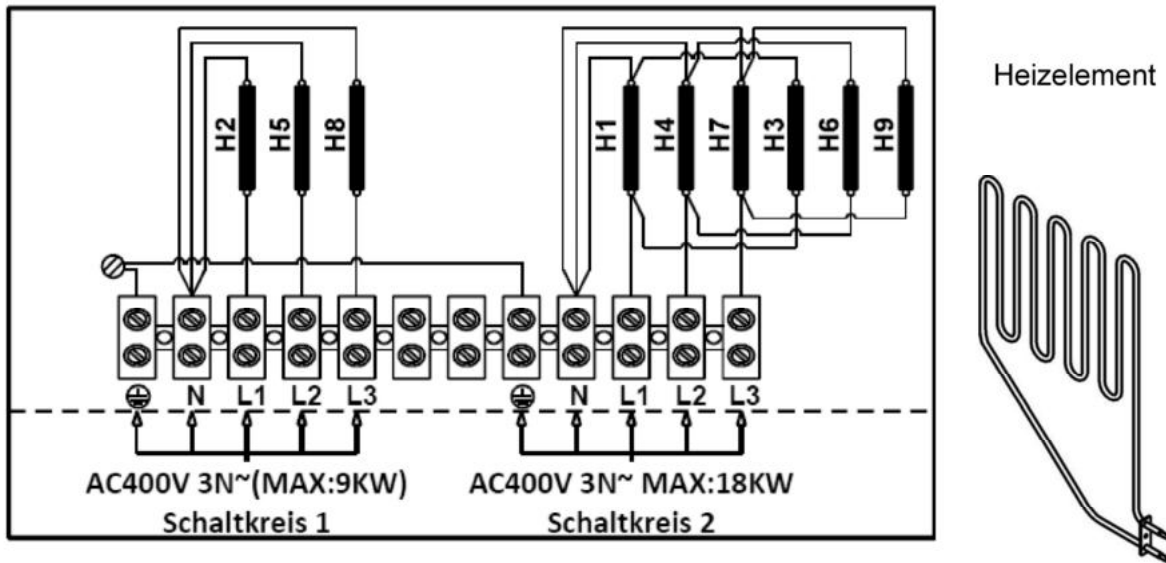 H2 H5 H8 H1 H4 H7 H3 H6 H9
Heizelement
N L1 L2 L3 N L1 L2 L3
AC400V 3N~(MAX:9KW) AC400V 3N~ MAX:18KW
Schaltkreis 1 Schaltkreis 2